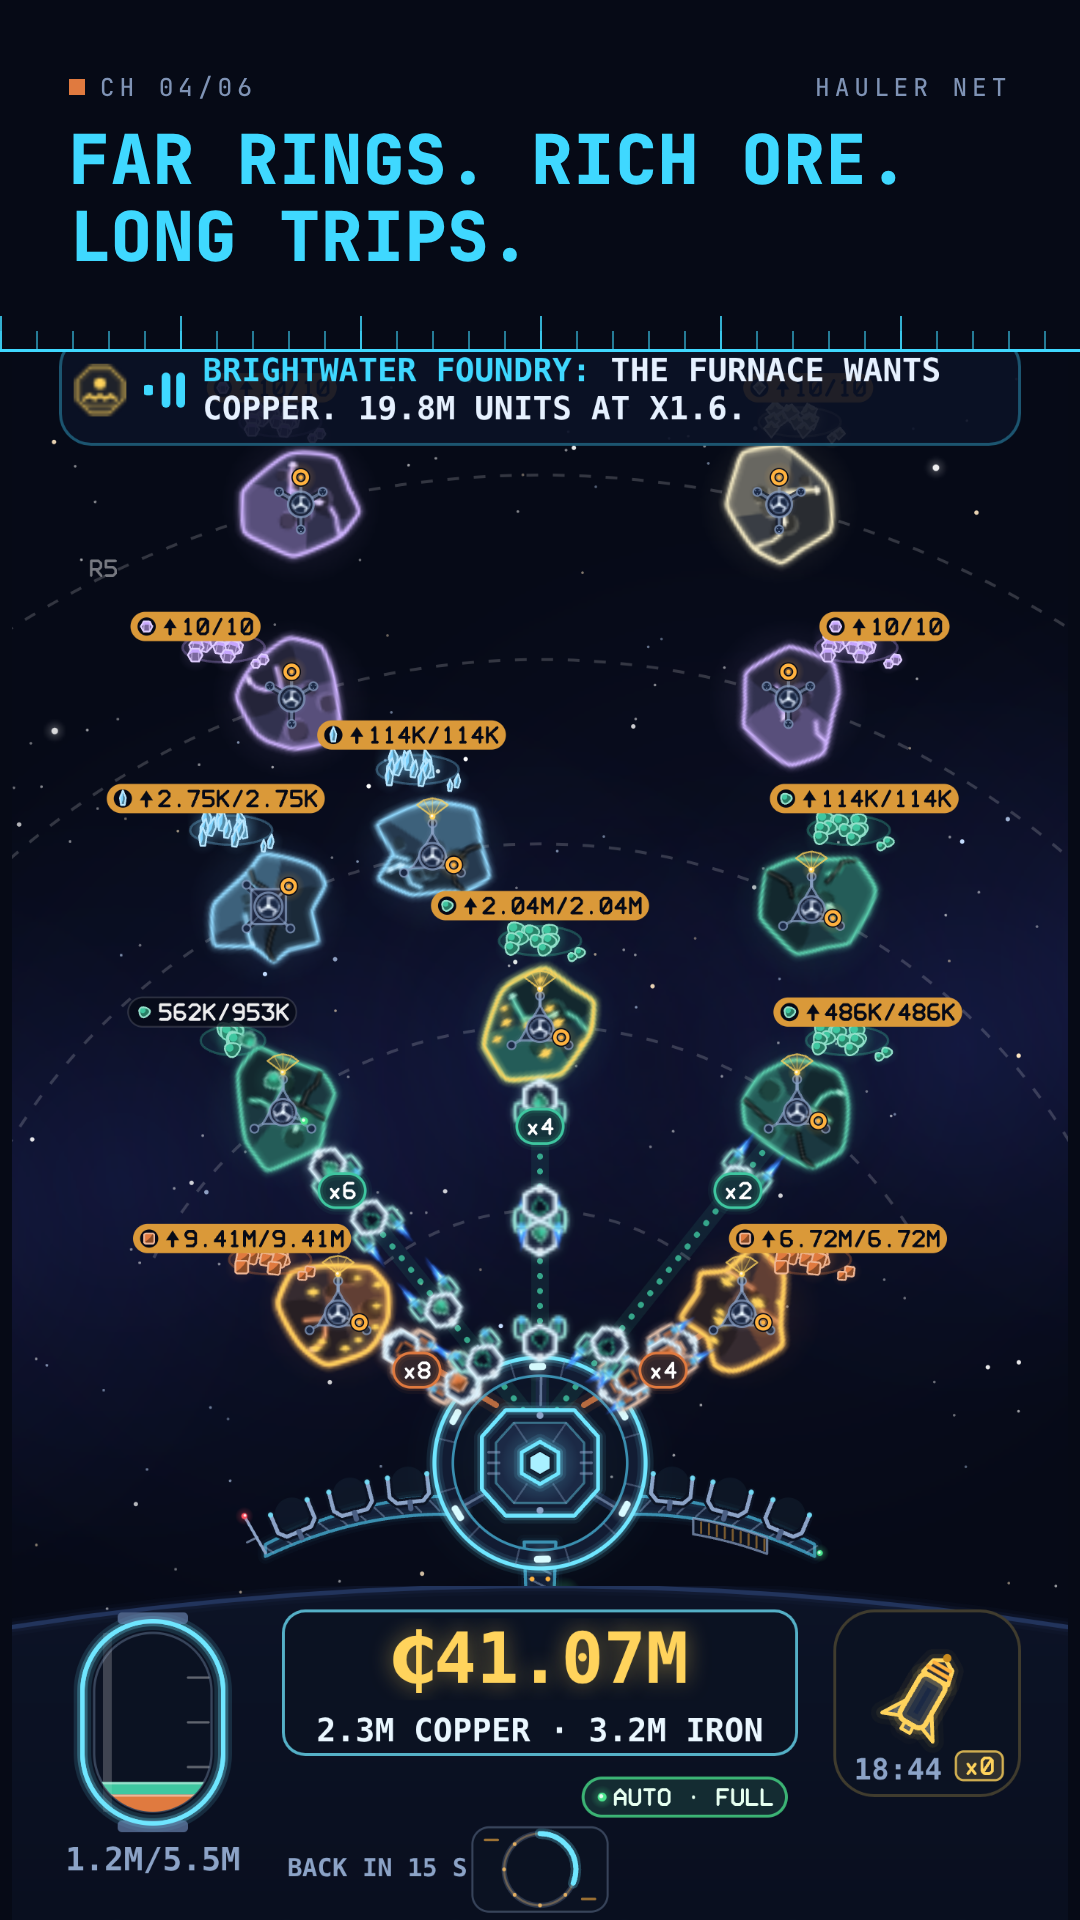 CH 04/06
HAULER NET
FAR RINGS. RICH ORE.
LONG TRIPS.
BRIGHTWATER FOUNDRY: THE FURNACE WANTS
COPPER. 19.8M UNITS AT X1.6.
10/10
10/10
R5
10/10
10/10
114K/114K
2.75K/2.75K
114K/114K
2.04M/2.04M
562K/953K
486K/486K
x4
x6
x2
9.41M/9.41M
6.72M/6.72M
x8
x4
₵41.07M
2.3M COPPER · 3.2M IRON
18:44
x0
AUTO · FULL
1.2M/5.5M
BACK IN 15 S